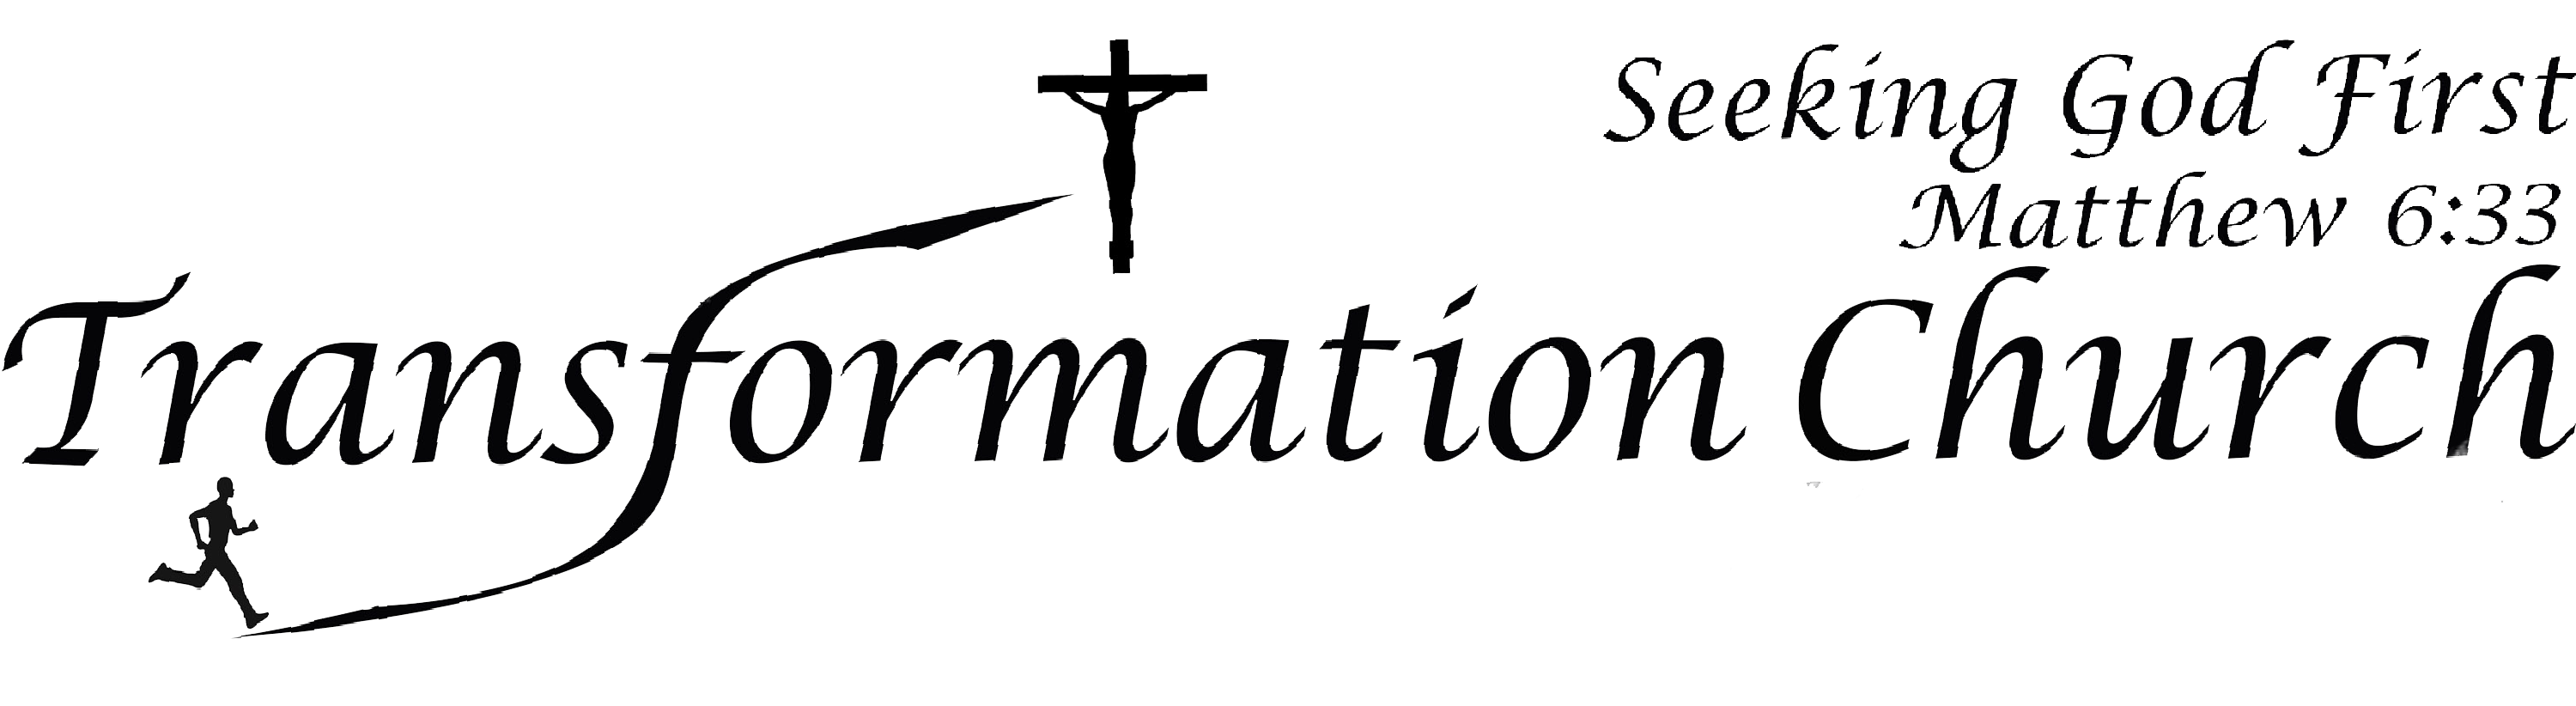 Seeking God First
Matthew 6:33
Transformation Church